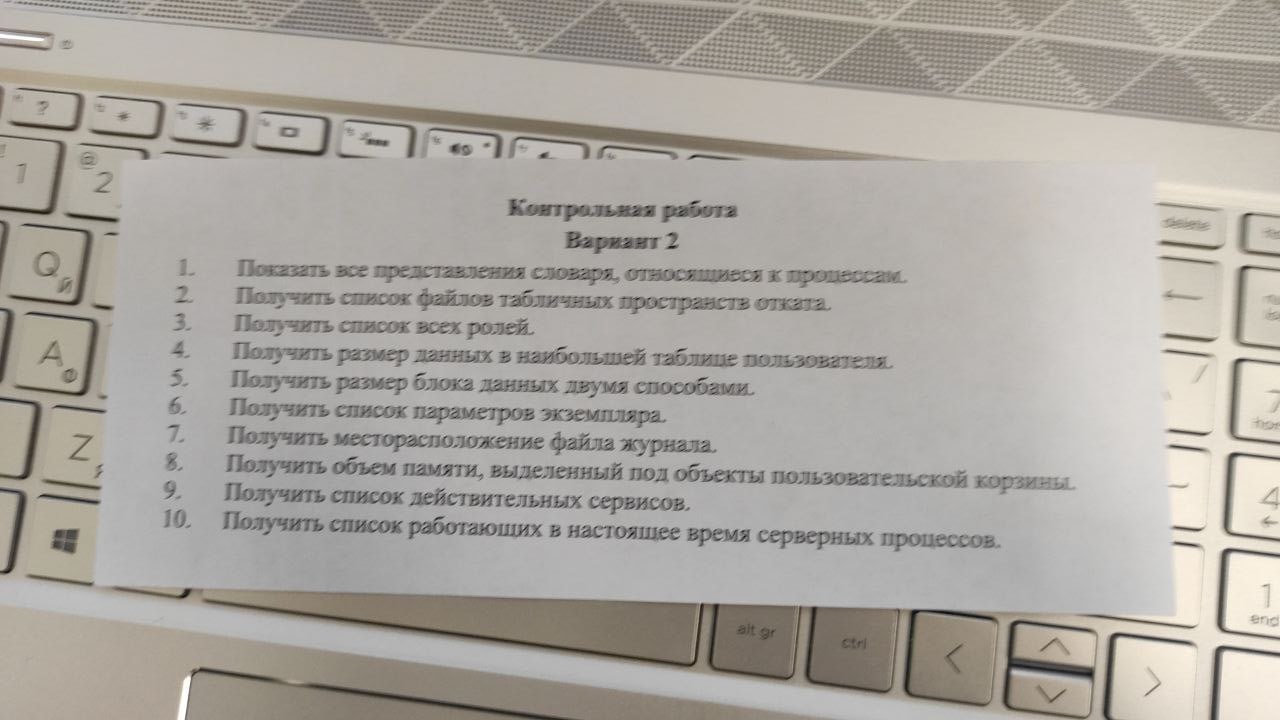 ?
*
1
@
2
Контрольная работа
Вариант 2
delete
1. Показать все представления словаря, относящиеся к процессам.
Q Й
2. Получить список файлов табличных пространств отката.
3. Получить список всех ролей.
A Ф
4. Получить размер данных в наибольшей таблице пользователя.
/
5. Получить размер блока данных двумя способами.
7
6. Получить список параметров экземпляра.
Z Я
7. Получить месторасположение файла журнала.
8. Получить объем памяти, выделенный под объекты пользовательской корзины.
9. Получить список действительных сервисов.
4
10. Получить список работающих в настоящее время серверных процессов.
1
end
alt gr
ctrl